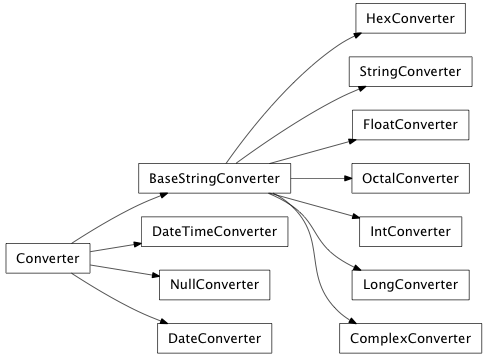 HexConverter
StringConverter
FloatConverter
BaseStringConverter
OctalConverter
DateTimeConverter
IntConverter
Converter
NullConverter
LongConverter
DateConverter
ComplexConverter